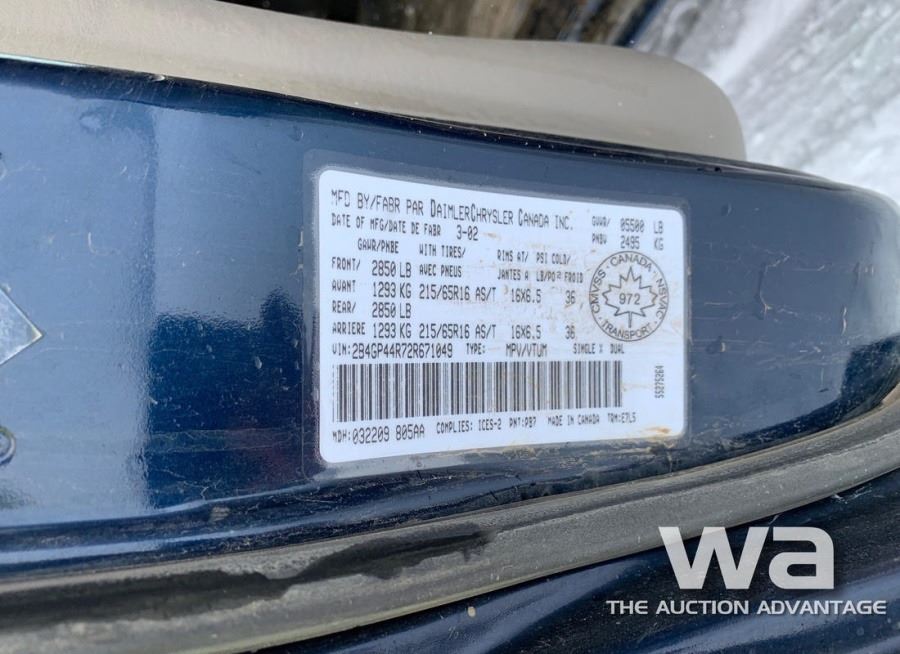 MFD BY/FABR PAR DAIMLERCHRYSLER CANADA INC. GVWR/ 05500 LB
DATE OF MFG/DATE DE FABR 3-02 PNBV 2495 KG
GAWR/PNBE WITH TIRES/ RIMS AT/ PSI COLD/
FRONT/ 2850 LB AVEC PNEUS JANTES A LB/PO2 FROID
AVANT 1293 KG 215/65R16 AS/T 16X6.5 36
REAR/ 2850 LB
ARRIERE 1293 KG 215/65R16 AS/T 16X6.5 36
CANADA
CMVSS 972 NSVAC
TRANSPORT
VIN: 2B4GP44R72R671049 TYPE: MPV/VTUM SINGLE X DUAL
55275264
MDH: 032209 805AA COMPLIES: ICES-2 PNT: PB7 MADE IN CANADA TRM: E7L5
wa
THE AUCTION ADVANTAGE